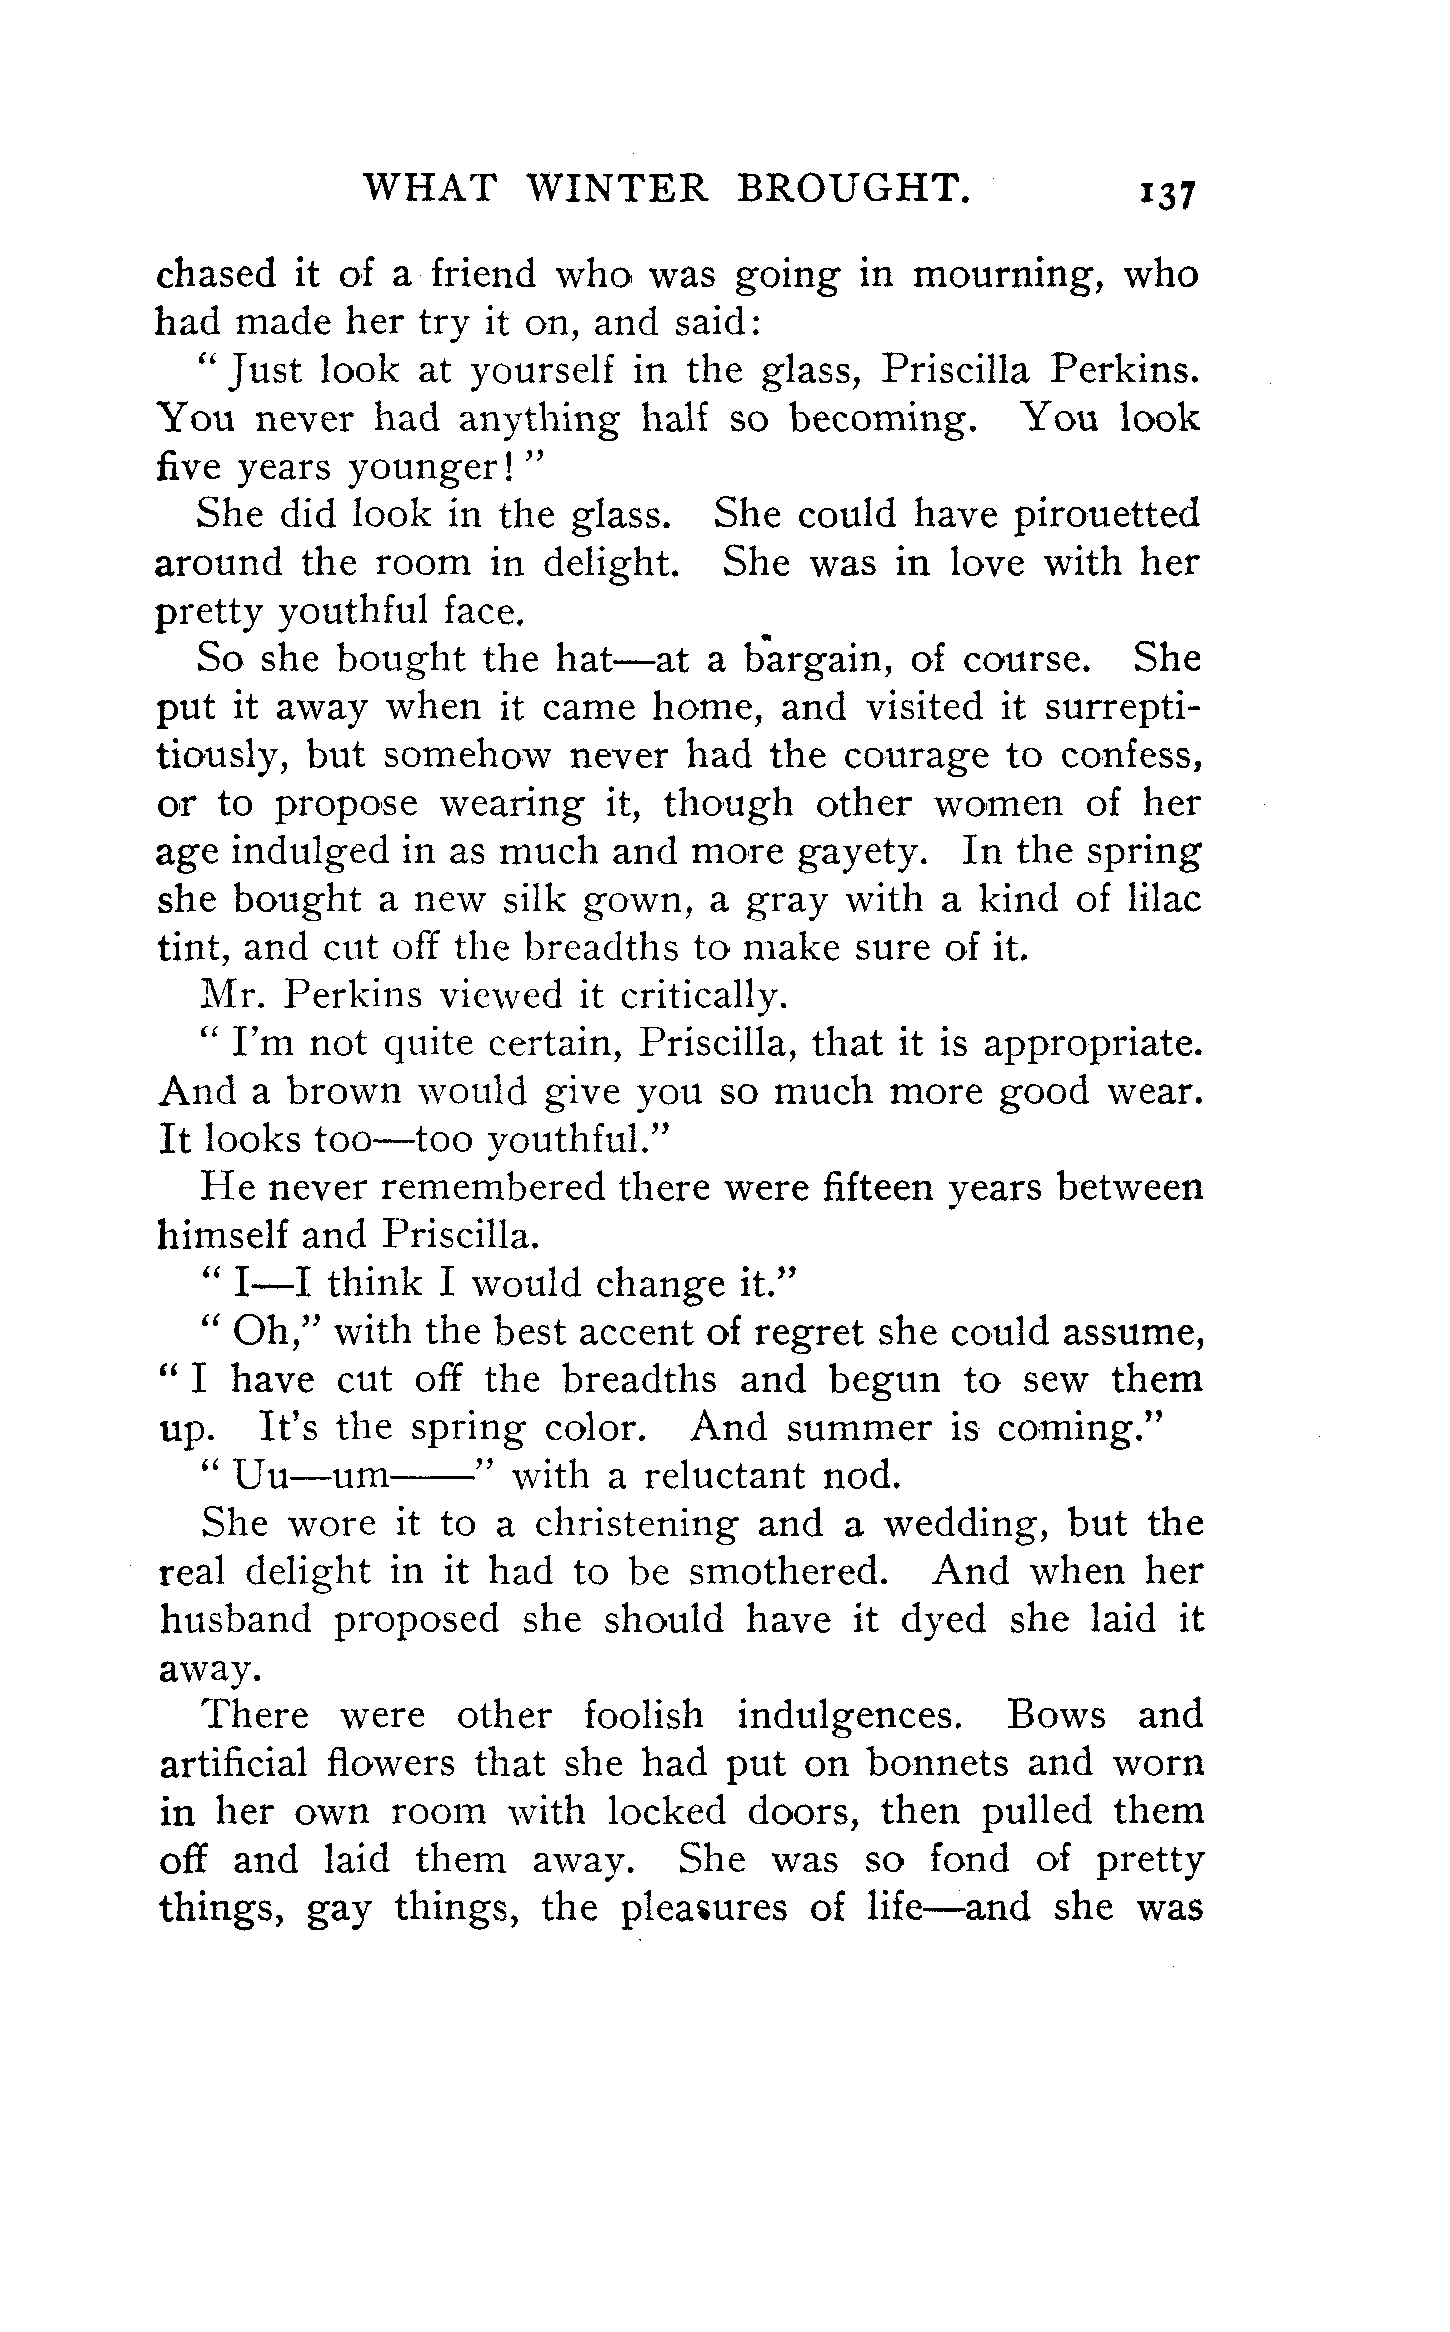 WHAT WINTER BROUGHT. 137
chased it of a friend who was going in mourning, who
had made her try it on, and said:
" Just look at yourself in the glass, Priscilla Perkins.
You never had anything half so becoming. You look
five years younger! "
She did look in the glass. She could have pirouetted
around the room in delight. She was in love with her
pretty youthful face.
So she bought the hat—at a bargain, of course. She
put it away when it came home, and visited it surrepti-
tiously, but somehow never had the courage to confess,
or to propose wearing it, though other women of her
age indulged in as much and more gayety. In the spring
she bought a new silk gown, a gray with a kind of lilac
tint, and cut off the breadths to make sure of it.
Mr. Perkins viewed it critically.
" I'm not quite certain, Priscilla, that it is appropriate.
And a brown would give you so much more good wear.
It looks too—too youthful."
He never remembered there were fifteen years between
himself and Priscilla.
" I—I think I would change it."
" Oh," with the best accent of regret she could assume,
" I have cut off the breadths and begun to sew them
up. It's the spring color. And summer is coming."
" Uu—um——" with a reluctant nod.
She wore it to a christening and a wedding, but the
real delight in it had to be smothered. And when her
husband proposed she should have it dyed she laid it
away.
There were other foolish indulgences. Bows and
artificial flowers that she had put on bonnets and worn
in her own room with locked doors, then pulled them
off and laid them away. She was so fond of pretty
things, gay things, the pleasures of life—and she was